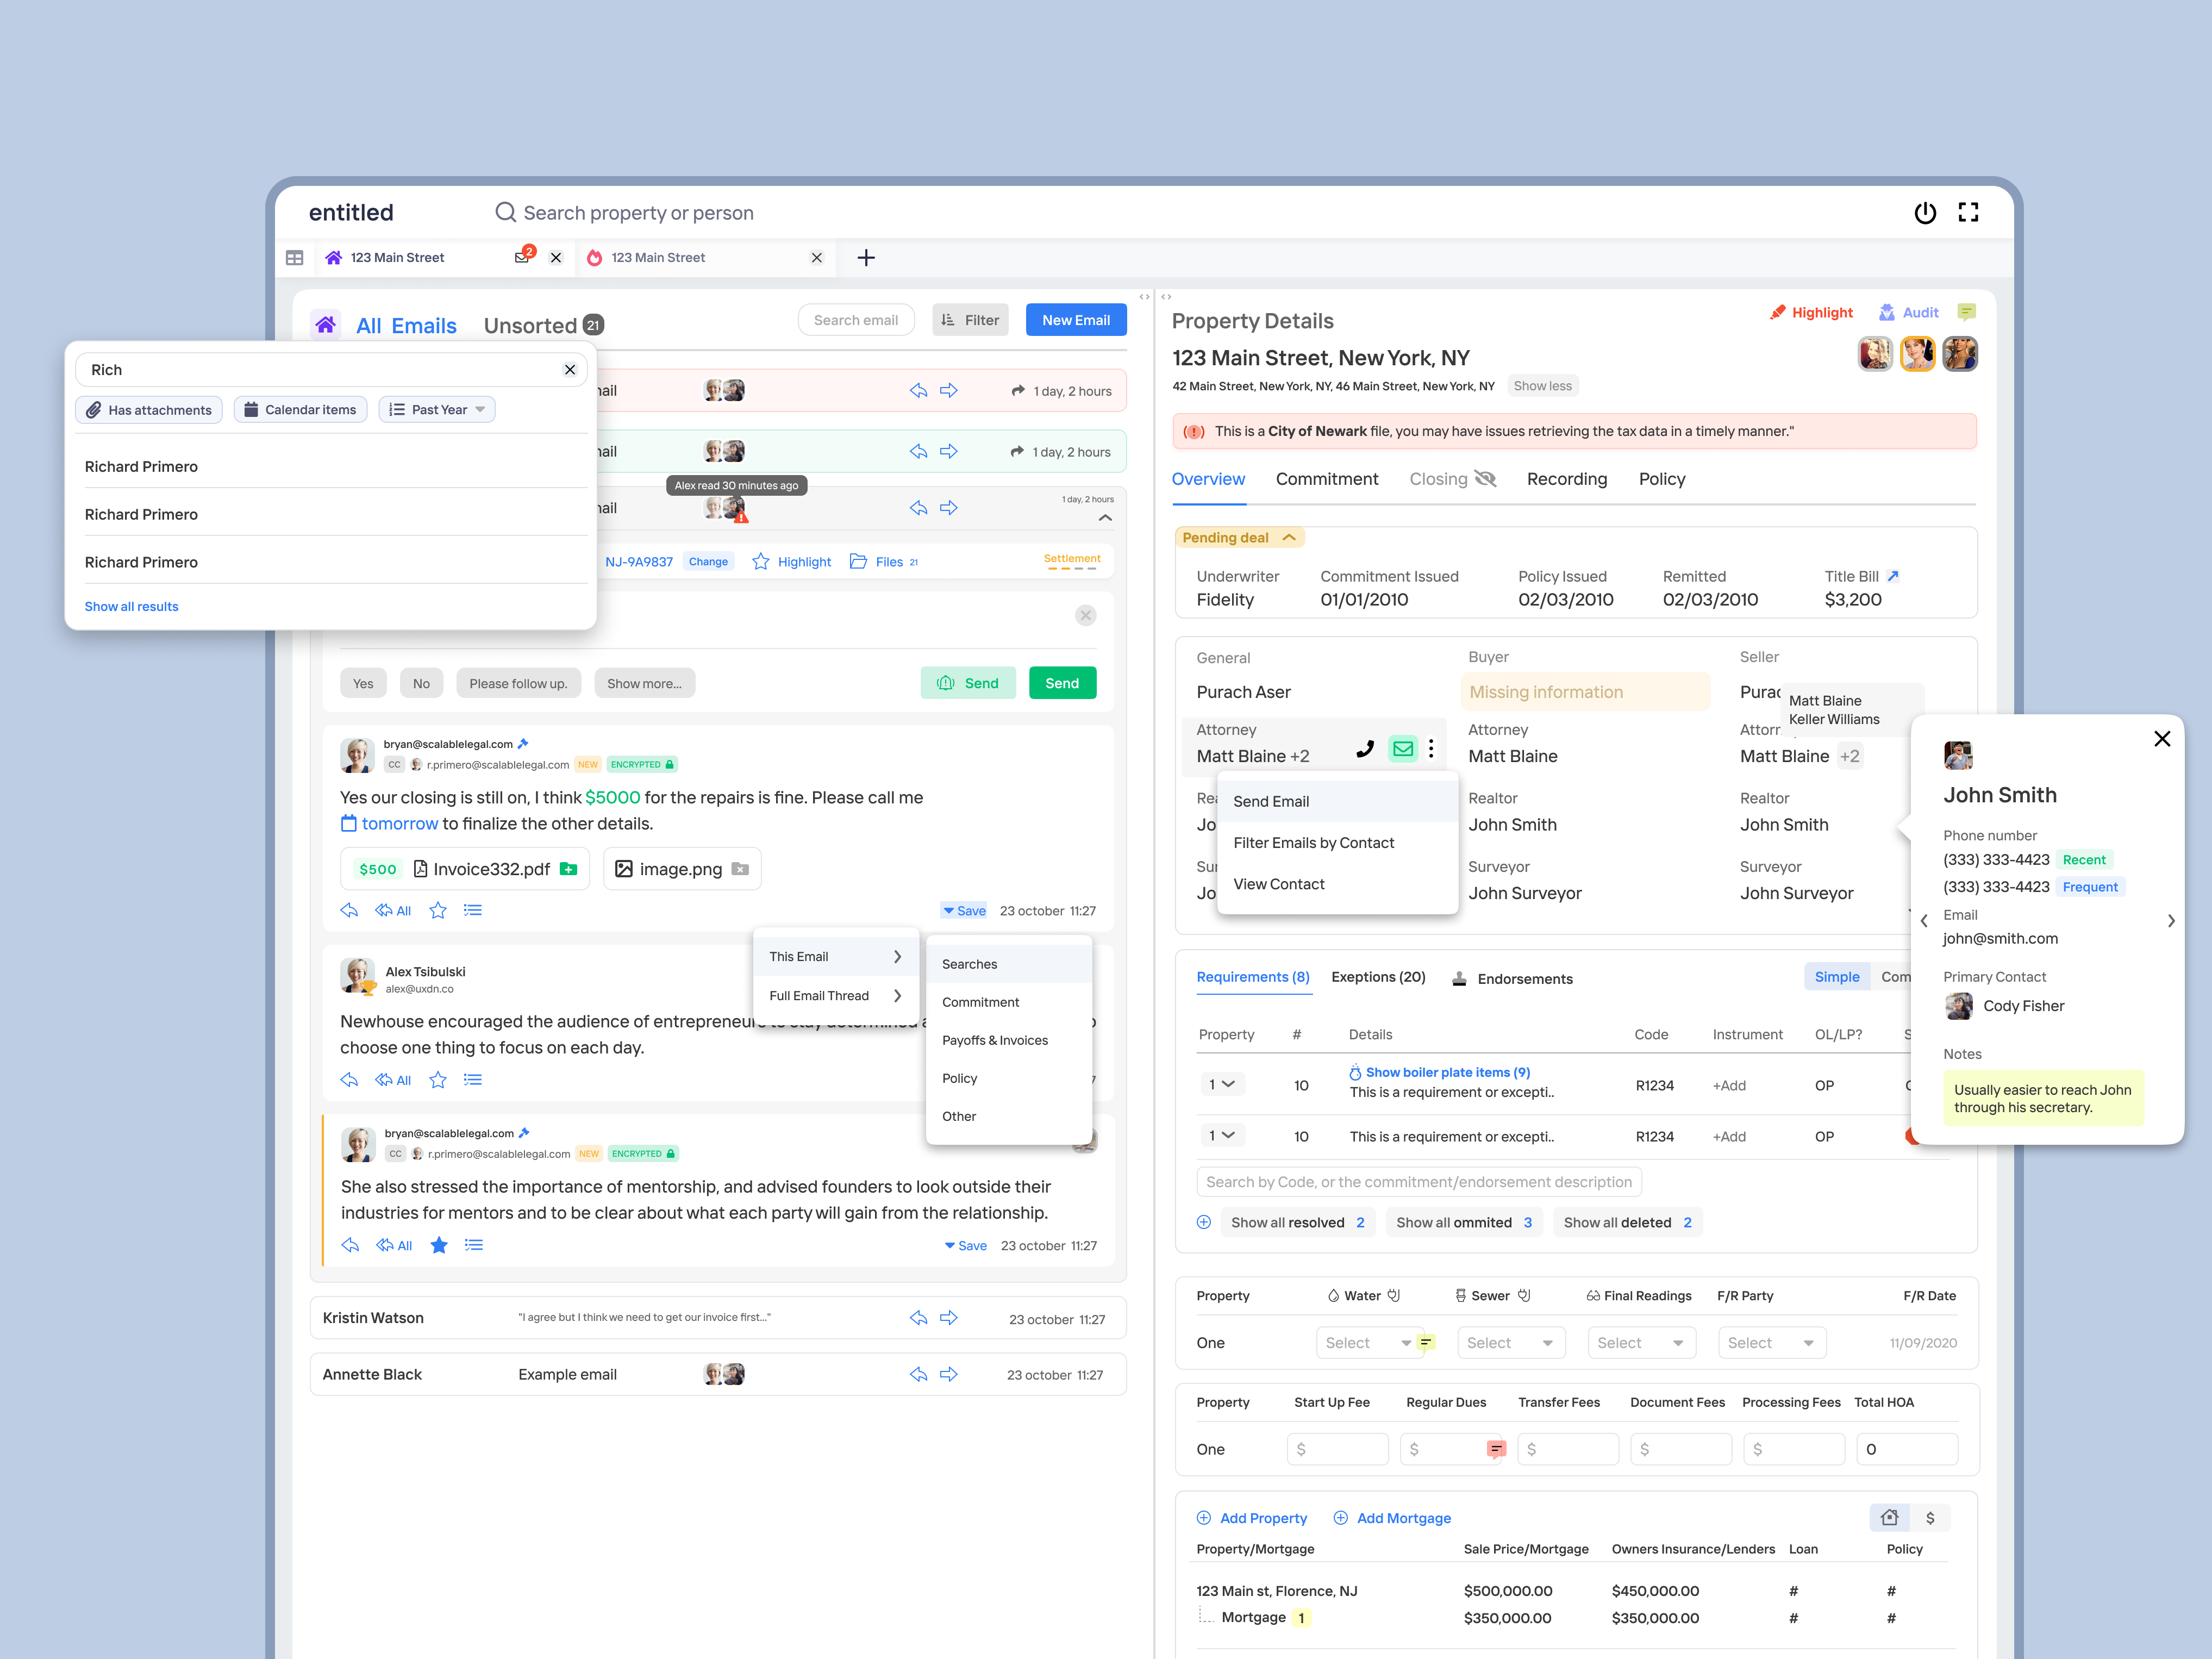 entitled
Search property or person
123 Main Street
2
123 Main Street
All Emails
Unsorted 21
Search email
Filter
New Email
Rich
Has attachments
Calendar items
Past Year
Richard Primero
Richard Primero
Richard Primero
Show all results
1 day, 2 hours
1 day, 2 hours
Alex read 30 minutes ago
1 day, 2 hours
NJ-9A9837
Change
Highlight
Files 21
Settlement
Yes
No
Please follow up.
Show more...
Send
Send
bryan@scalablelegal.com
CC r.primero@scalablelegal.com NEW ENCRYPTED
Yes our closing is still on, I think $5000 for the repairs is fine. Please call me
tomorrow to finalize the other details.
$500 Invoice332.pdf
image.png
All
Save
23 october 11:27
This Email
Full Email Thread
Searches
Commitment
Payoffs & Invoices
Policy
Other
Alex Tsibulski
alex@uxdn.co
Newhouse encouraged the audience of entrepreneurs to stay determined
choose one thing to focus on each day.
All
bryan@scalablelegal.com
CC r.primero@scalablelegal.com NEW ENCRYPTED
She also stressed the importance of mentorship, and advised founders to look outside their
industries for mentors and to be clear about what each party will gain from the relationship.
All
Save
23 october 11:27
Kristin Watson
"I agree but I think we need to get our invoice first..."
23 october 11:27
Annette Black
Example email
23 october 11:27
Property Details
Highlight
Audit
123 Main Street, New York, NY
42 Main Street, New York, NY, 46 Main Street, New York, NY
Show less
This is a City of Newark file, you may have issues retrieving the tax data in a timely manner."
Overview
Commitment
Closing
Recording
Policy
Pending deal
Underwriter
Commitment Issued
Policy Issued
Remitted
Title Bill
Fidelity
01/01/2010
02/03/2010
02/03/2010
$3,200
General
Buyer
Seller
Purach Aser
Missing information
Matt Blaine
Keller Williams
Attorney
Attorney
Matt Blaine +2
Matt Blaine
Matt Blaine +2
Send Email
Filter Emails by Contact
View Contact
Realtor
Realtor
John Smith
John Smith
Surveyor
Surveyor
John Surveyor
John Surveyor
John Smith
Phone number
(333) 333-4423 Recent
(333) 333-4423 Frequent
Email
john@smith.com
Primary Contact
Cody Fisher
Notes
Usually easier to reach John
through his secretary.
Requirements (8)
Exeptions (20)
Endorsements
Simple
Property
#
Details
Code
Instrument
OL/LP?
Show boiler plate items (9)
1
10
This is a requirement or excepti..
R1234
+Add
OP
1
10
This is a requirement or excepti..
R1234
+Add
OP
Search by Code, or the commitment/endorsement description
Show all resolved 2
Show all ommited 3
Show all deleted 2
Property
Water
Sewer
Final Readings
F/R Party
F/R Date
One
Select
Select
Select
Select
11/09/2020
Property
Start Up Fee
Regular Dues
Transfer Fees
Document Fees
Processing Fees
Total HOA
One
$
$
$
$
$
0
Add Property
Add Mortgage
$
Property/Mortgage
Sale Price/Mortgage
Owners Insurance/Lenders
Loan
Policy
123 Main st, Florence, NJ
$500,000.00
$450,000.00
#
#
Mortgage 1
$350,000.00
$350,000.00
#
#